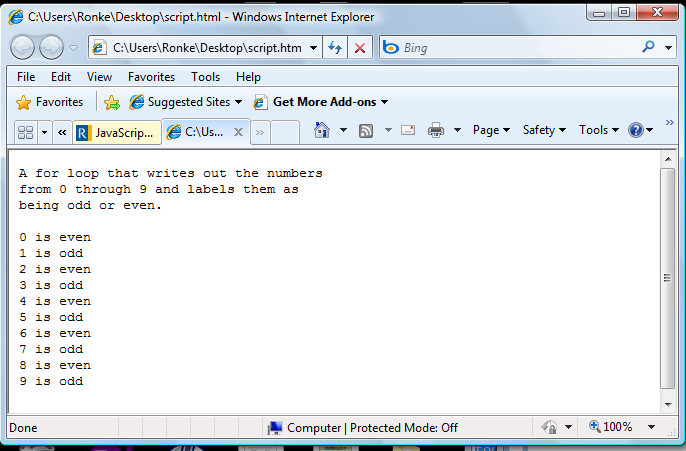 C:\Users\Ronke\Desktop\script.html - Windows Internet Explorer
C:\Users\Ronke\Desktop\script.htm Bing
File Edit View Favorites Tools Help
Favorites Suggested Sites Get More Add-ons
JavaScrip... C:\Us... Page Safety Tools
A for loop that writes out the numbers
from 0 through 9 and labels them as
being odd or even.
0 is even
1 is odd
2 is even
3 is odd
4 is even
5 is odd
6 is even
7 is odd
8 is even
9 is odd
Done Computer | Protected Mode: Off 100%